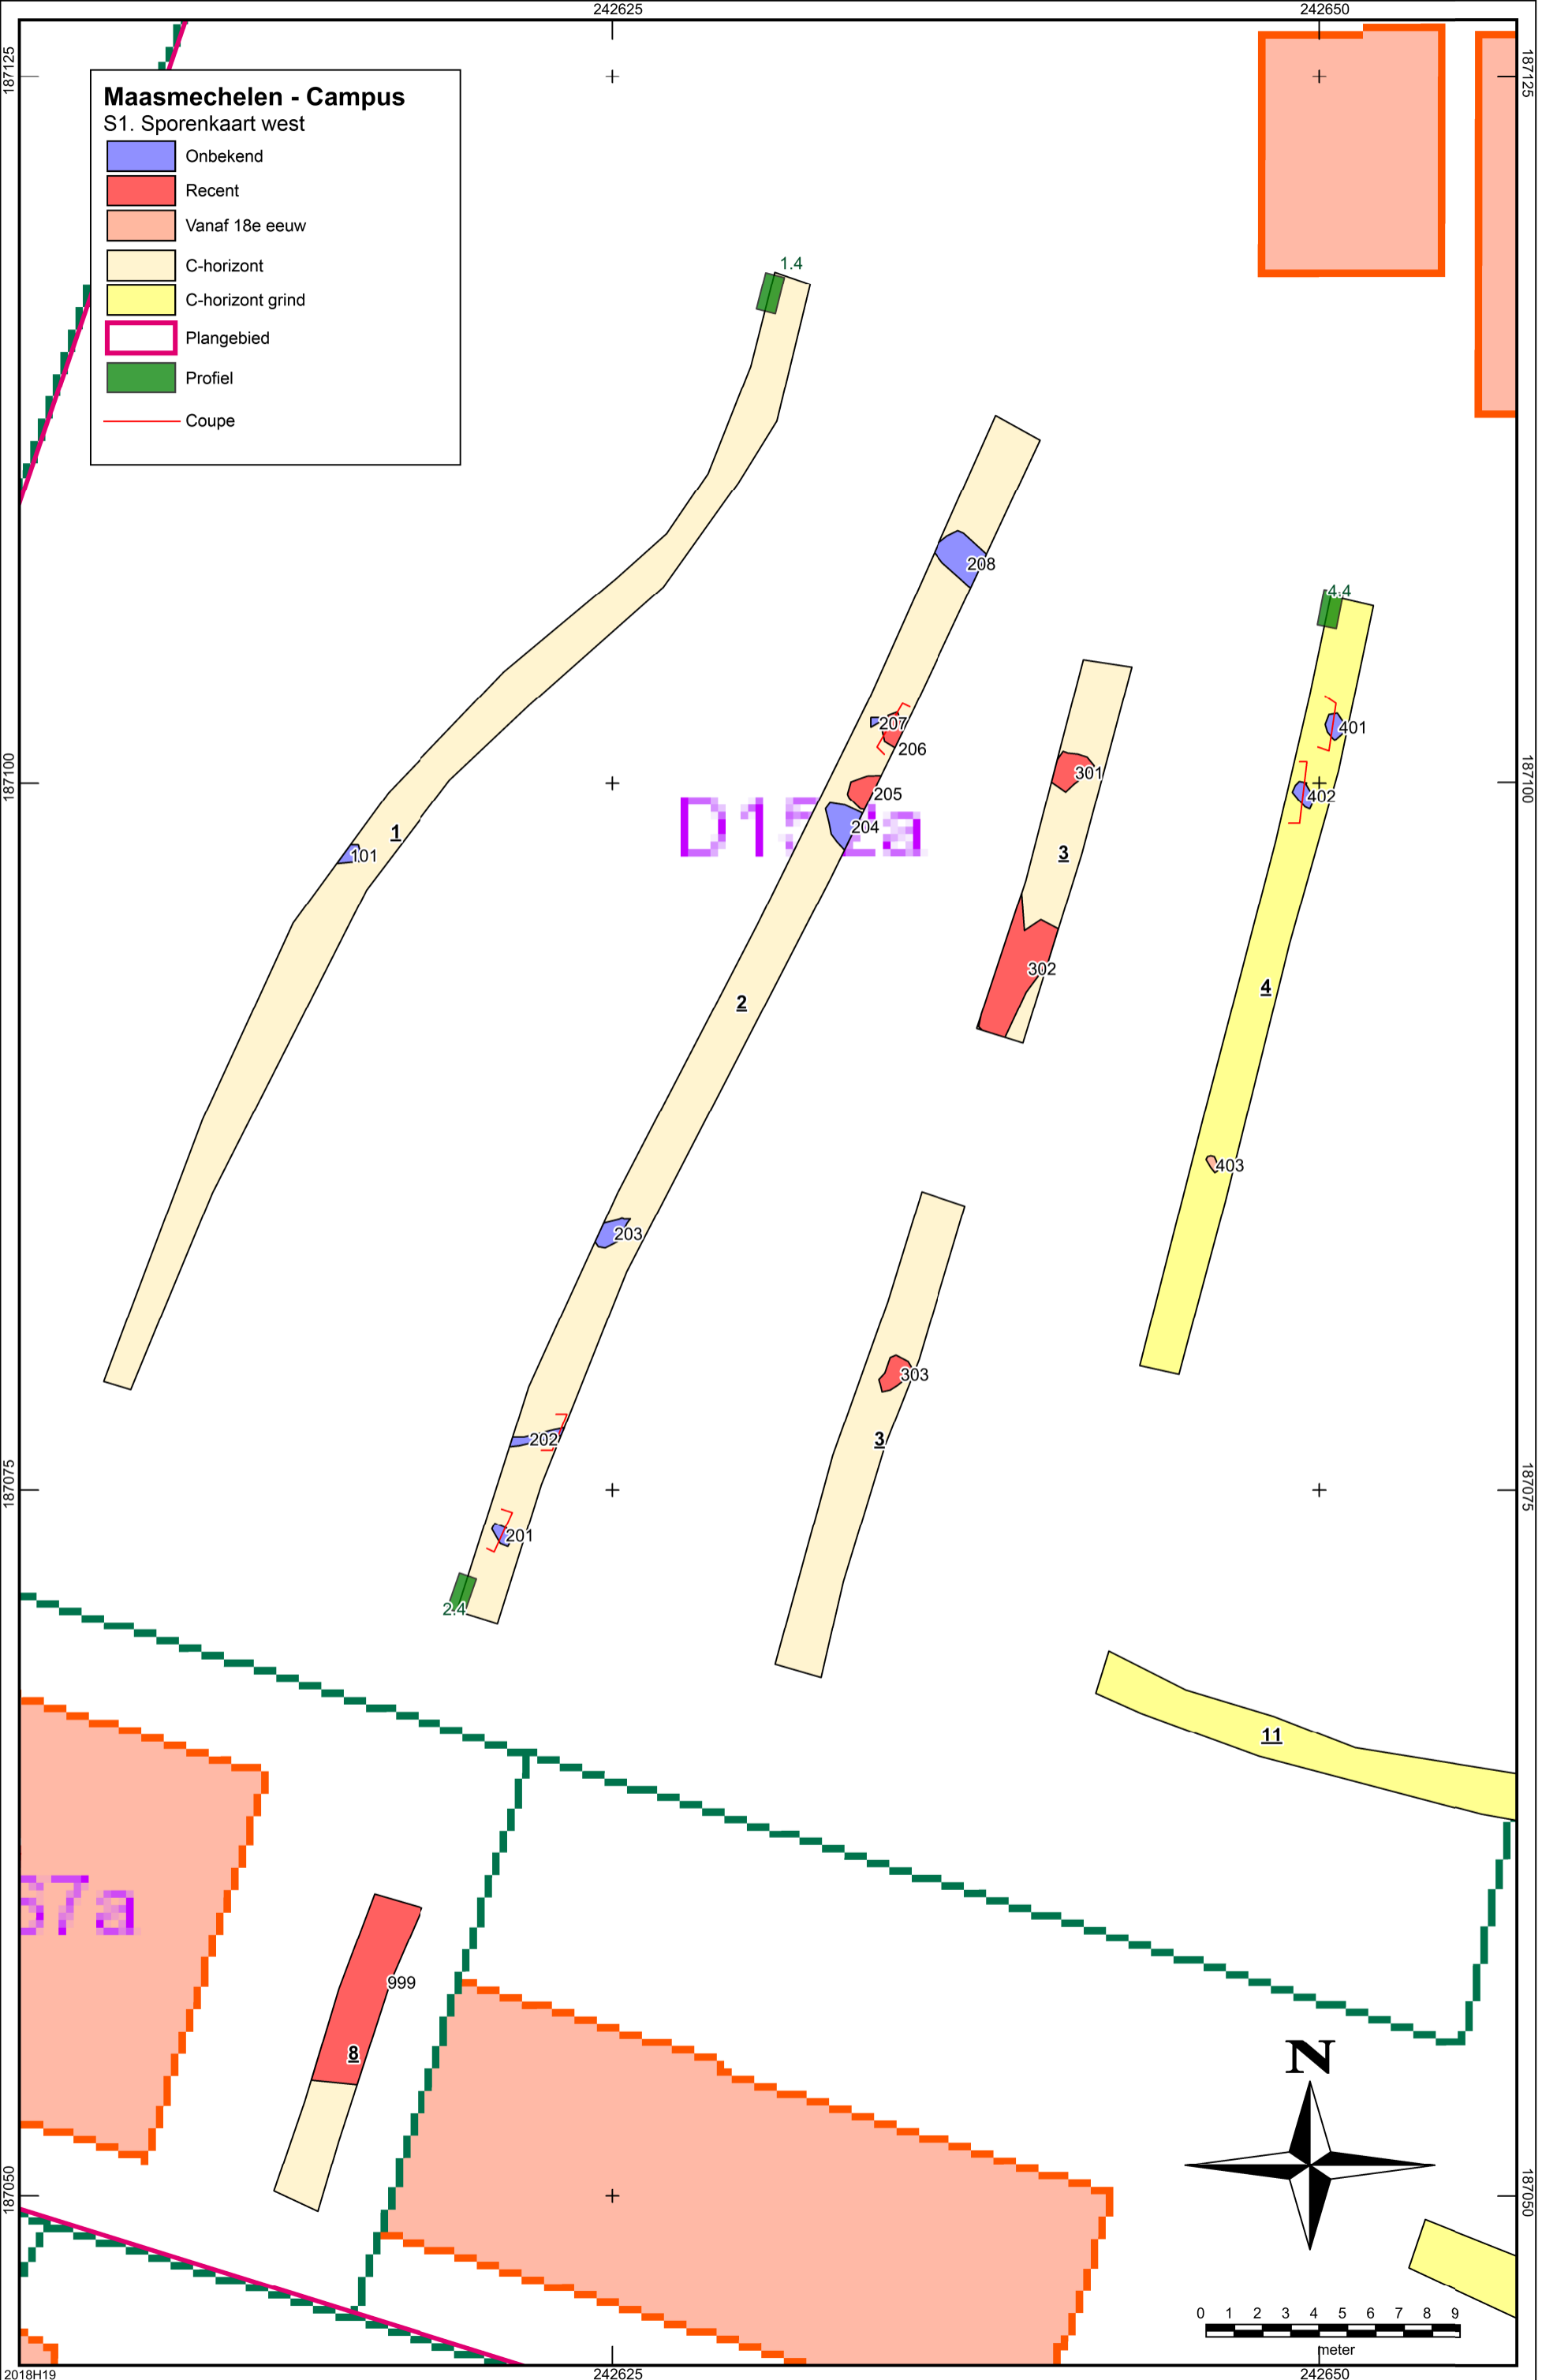 242625
242650
187125
187125
Maasmechelen - Campus
S1. Sporenkaart west
Onbekend
Recent
Vanaf 18e eeuw
C-horizont
C-horizont grind
Plangebied
Profiel
Coupe
1.4
208
4.4
207
206
401
301
205
402
187100
187100
204
1
101
3
302
2
4
403
203
303
3
202
187075
187075
201
2.4
11
67a
999
8
N
187050
187050
0 1 2 3 4 5 6 7 8 9
meter
2018H19
242625
242650